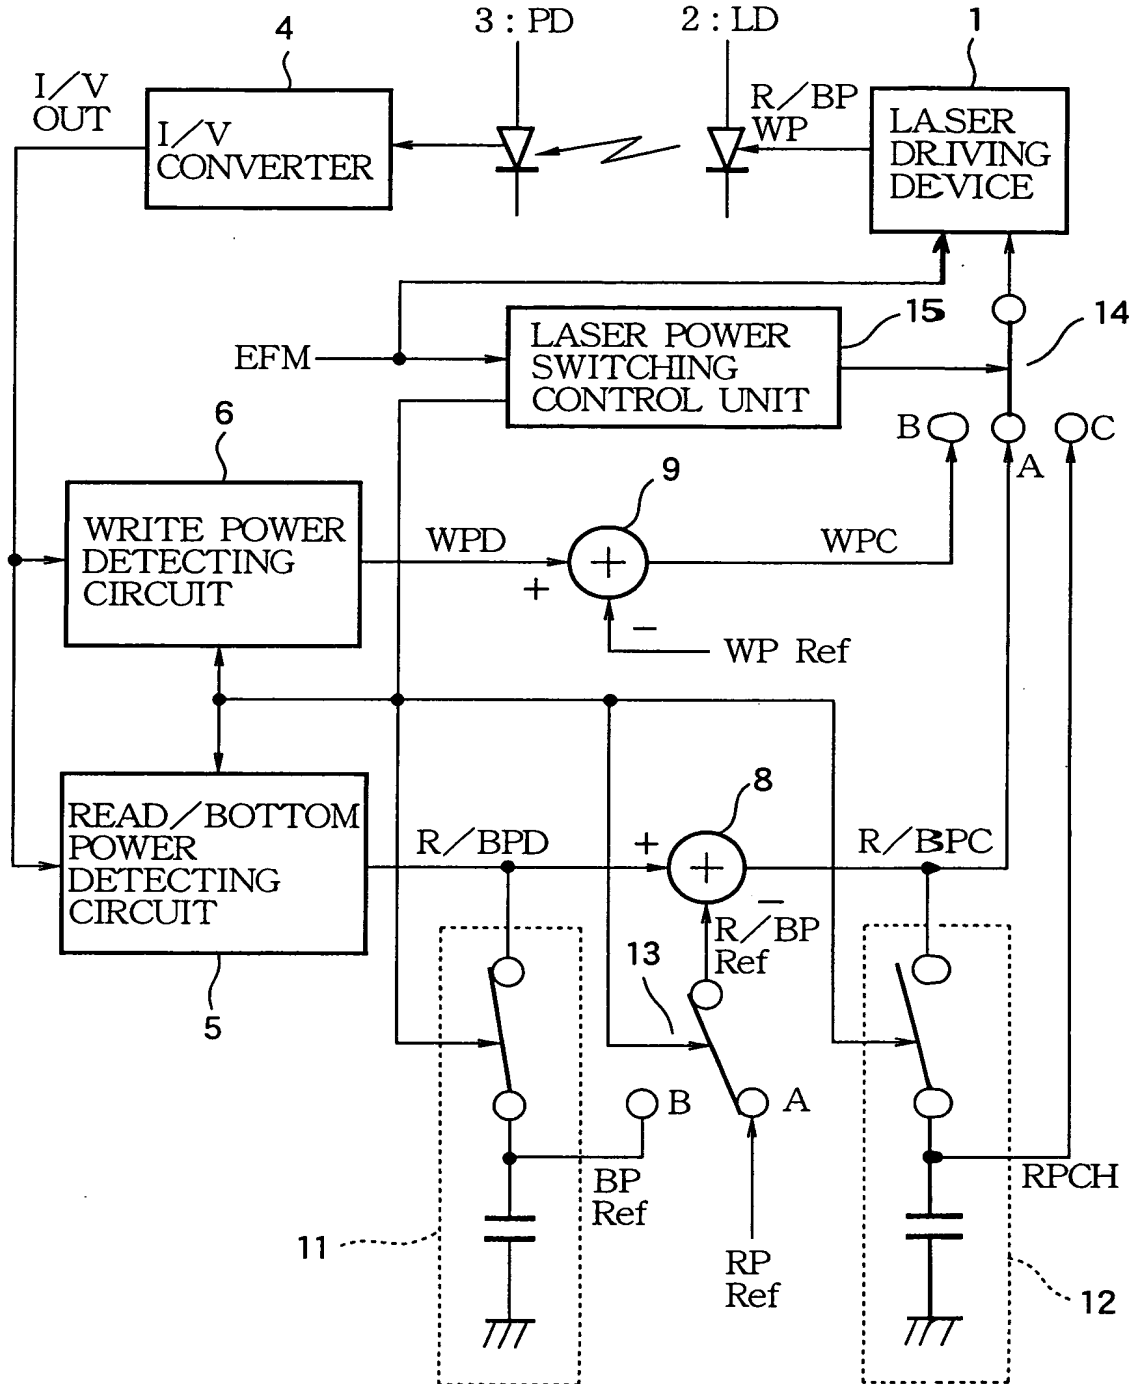 4
3 : PD
2 : LD
1
I/V
OUT
I/V
CONVERTER
R/BP
WP
LASER
DRIVING
DEVICE
15
14
EFM
LASER POWER
SWITCHING
CONTROL UNIT
6
B
A
C
9
WRITE POWER
DETECTING
CIRCUIT
WPD
+
+
WPC
−
WP Ref
8
READ/BOTTOM
POWER
DETECTING
CIRCUIT
R/BPD
+
+
R/BPC
−
R/BP
Ref
13
5
B
A
BP
Ref
RPCH
11
RP
Ref
12